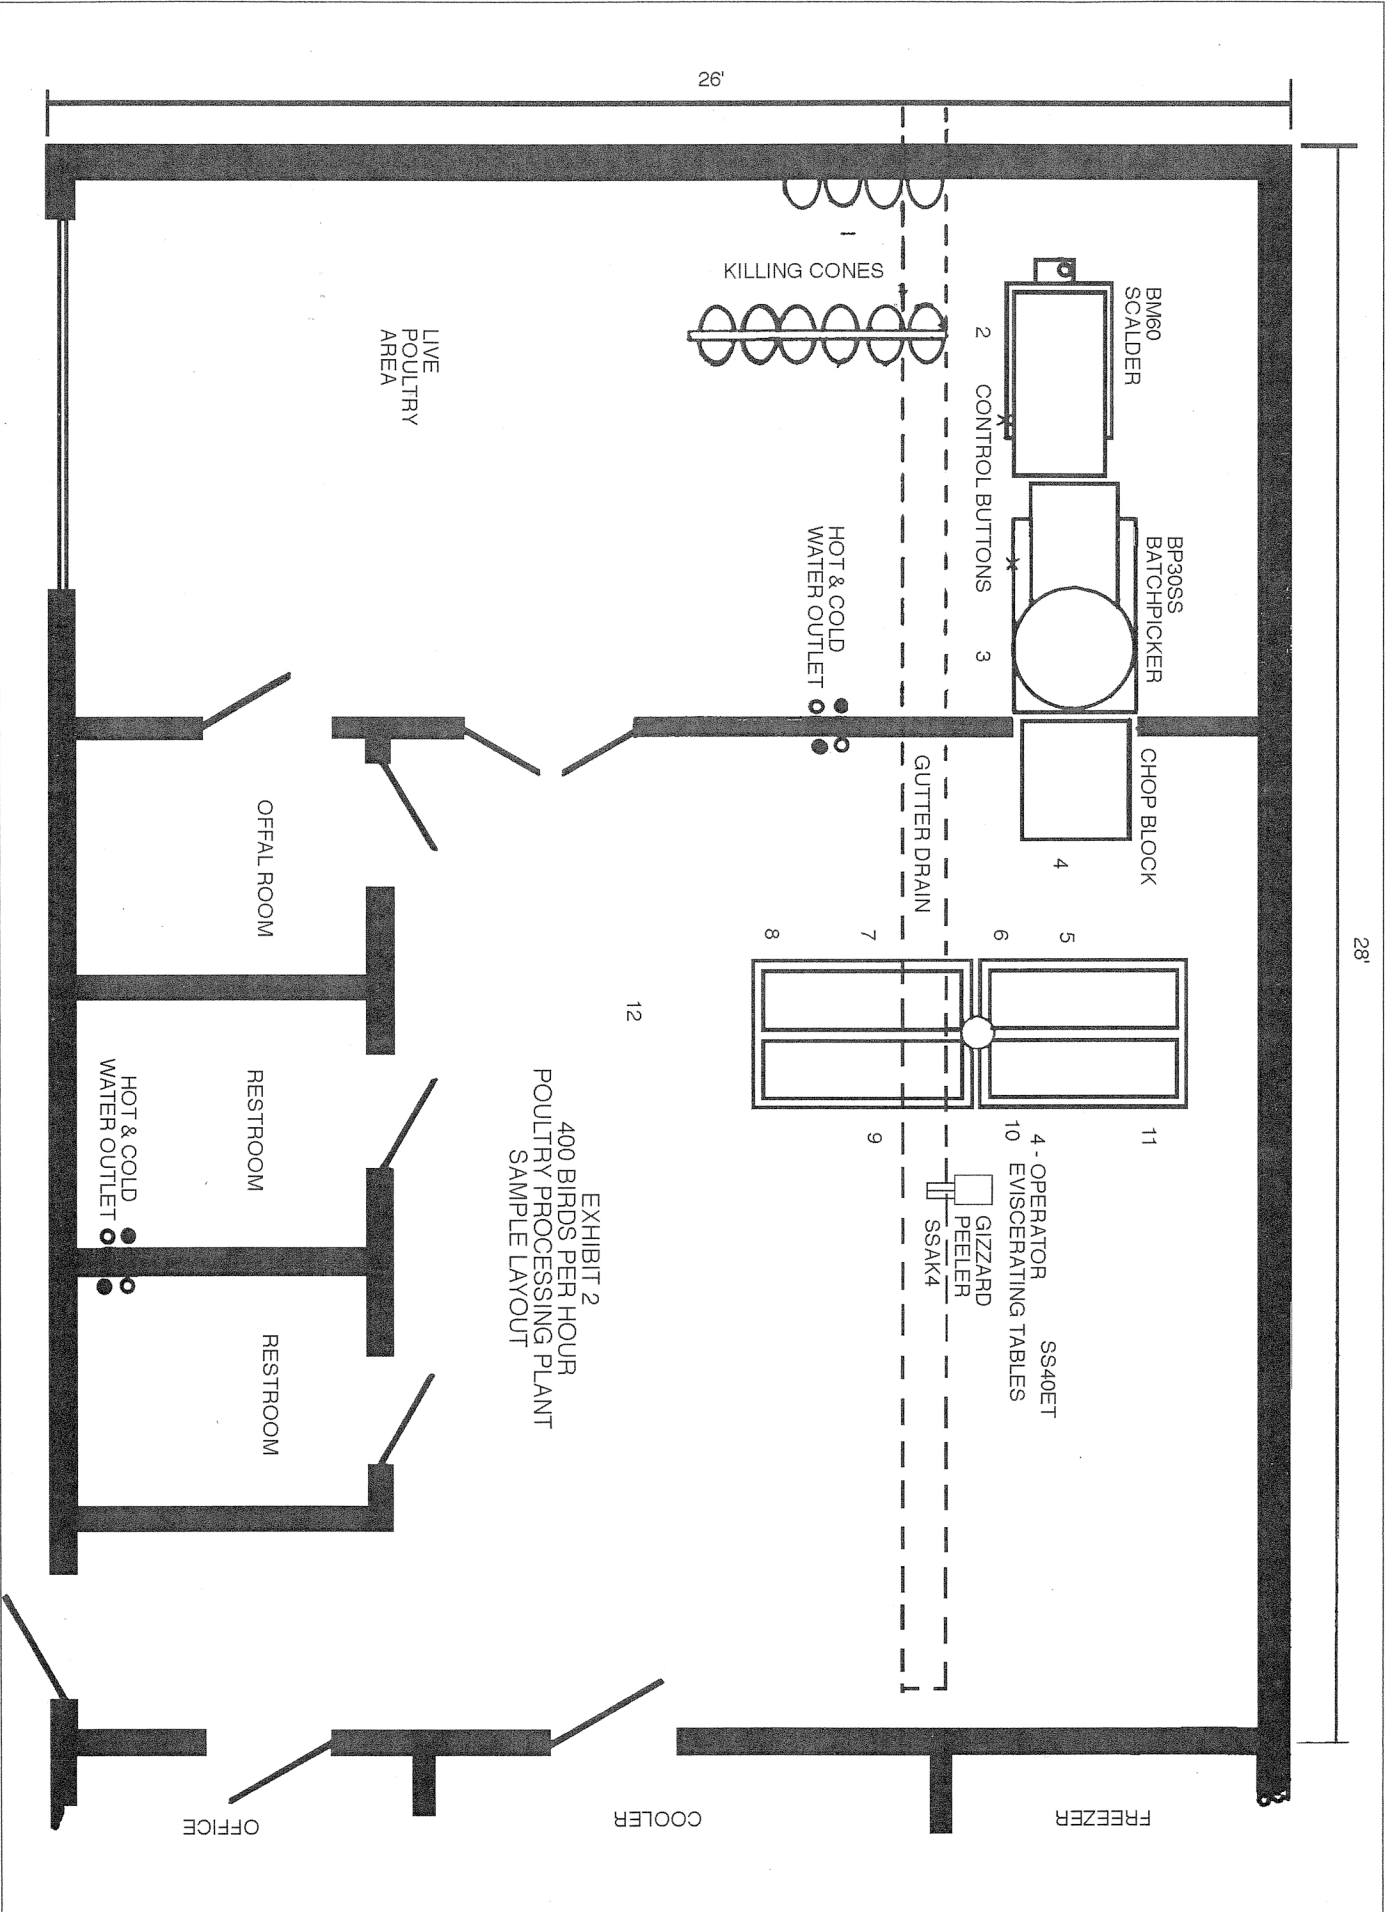 26'
28'
1
KILLING CONES
2
BM60
SCALDER
CONTROL BUTTONS
BP30SS
BATCHPICKER
3
LIVE
POULTRY
AREA
HOT & COLD
WATER OUTLET
GUTTER DRAIN
CHOP BLOCK
4
5
6
7
8
9
10
11
12
4 - OPERATOR SS40ET
EVISCERATING TABLES
GIZZARD
PEELER
SSAK4
OFFAL ROOM
RESTROOM
HOT & COLD
WATER OUTLET
RESTROOM
EXHIBIT 2
400 BIRDS PER HOUR
POULTRY PROCESSING PLANT
SAMPLE LAYOUT
OFFICE
COOLER
FREEZER